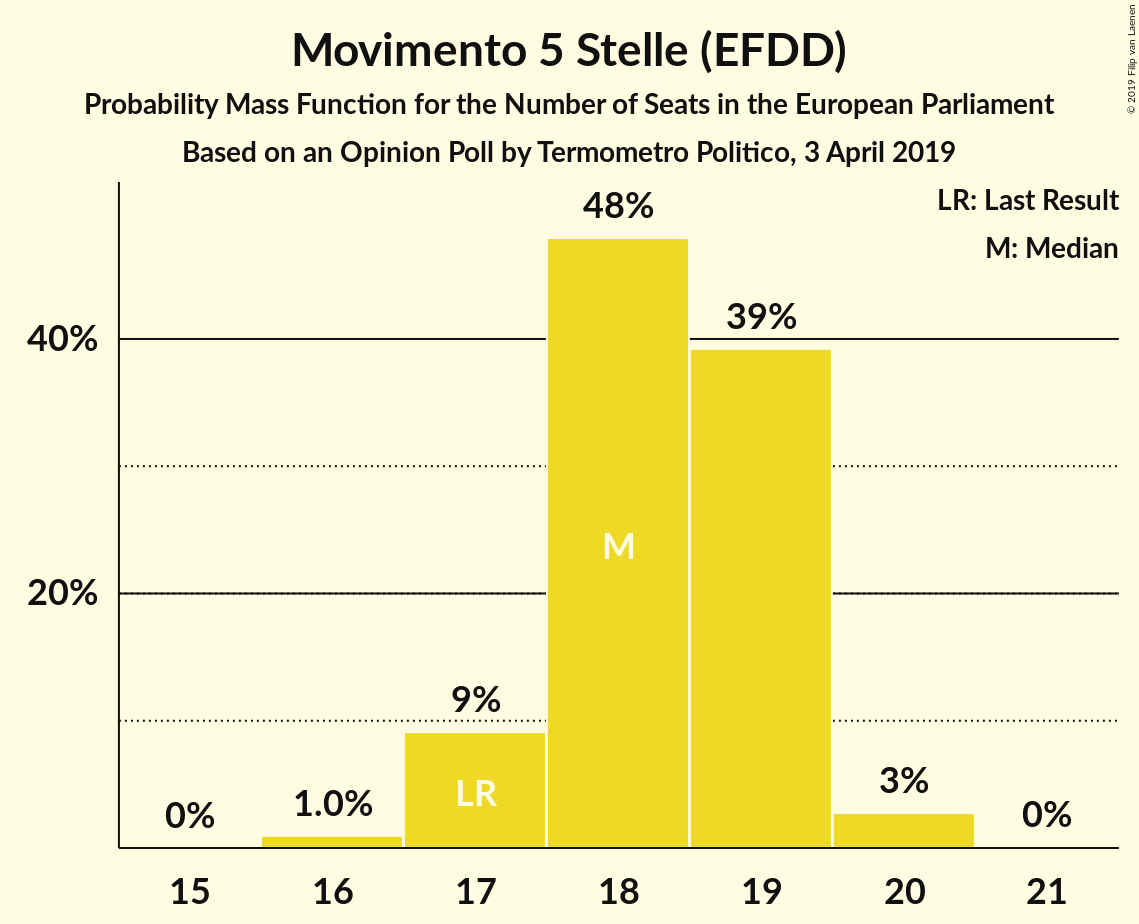 Movimento 5 Stelle (EFDD)
Probability Mass Function for the Number of Seats in the European Parliament
Based on an Opinion Poll by Termometro Politico, 3 April 2019
© 2019 Filip van Laenen
LR: Last Result
M: Median
48%
39%
40%
M
20%
9%
LR
3%
1.0%
0%
0%
15 16 17 18 19 20 21